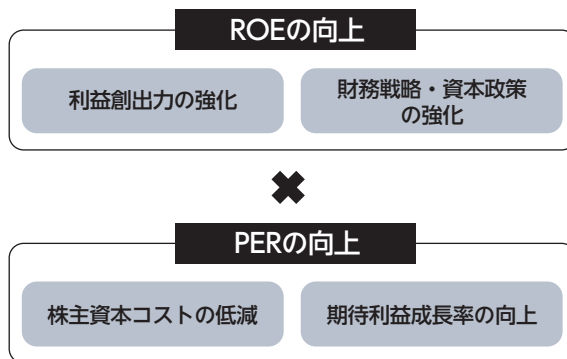 ROEの向上
利益創出力の強化
財務戦略・資本政策
の強化
✖
PERの向上
株主資本コストの低減
期待利益成長率の向上